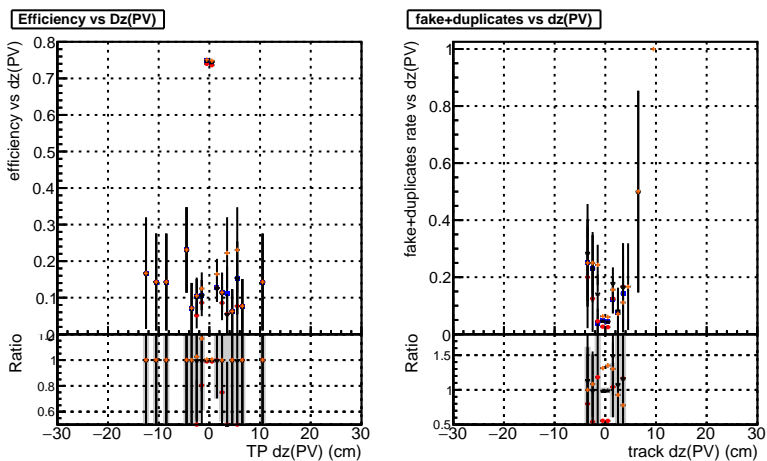 Efficiency vs Dz(PV)
efficiency vs dz(PV)
0.8
0.7
0.6
0.5
0.4
0.3
0.2
0.1
0
Ratio
1
0.8
0.6
−30 −20 −10 0 10 20 30
TP dz(PV) (cm)
fake+duplicates vs dz(PV)
fake+duplicates rate vs dz(PV)
1
0.8
0.6
0.4
0.2
0
Ratio
1.5
1
0.5
−30 −20 −10 0 10 20 30
track dz(PV) (cm)